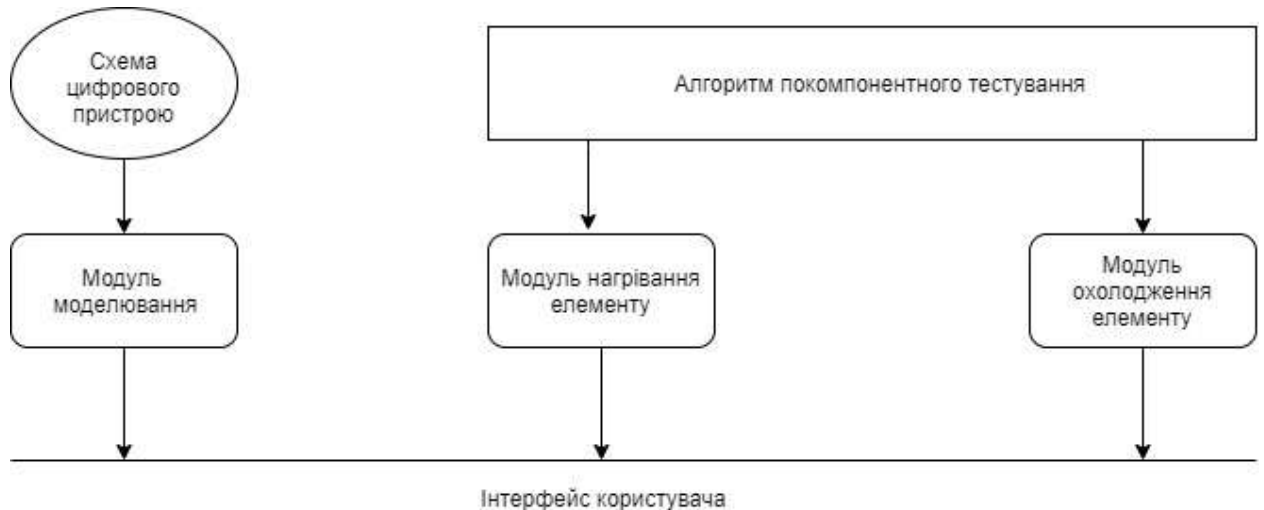 Схема
цифрового
пристрою
Алгоритм покомпонентного тестування
Модуль
моделювання
Модуль нагрівання
елементу
Модуль
охолодження
елементу
Інтерфейс користувача